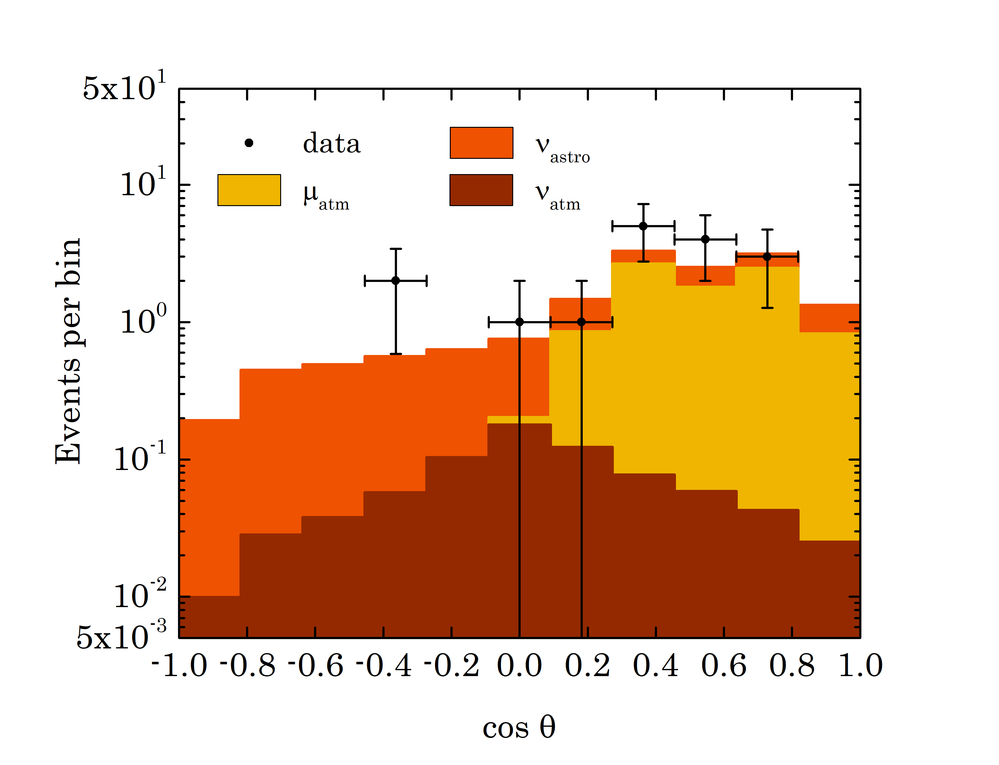 5x10^1
data
ν_astro
10^1
μ_atm
ν_atm
Events per bin
10^0
10^-1
10^-2
5x10^-3
-1.0 -0.8 -0.6 -0.4 -0.2 0.0 0.2 0.4 0.6 0.8 1.0
cos θ